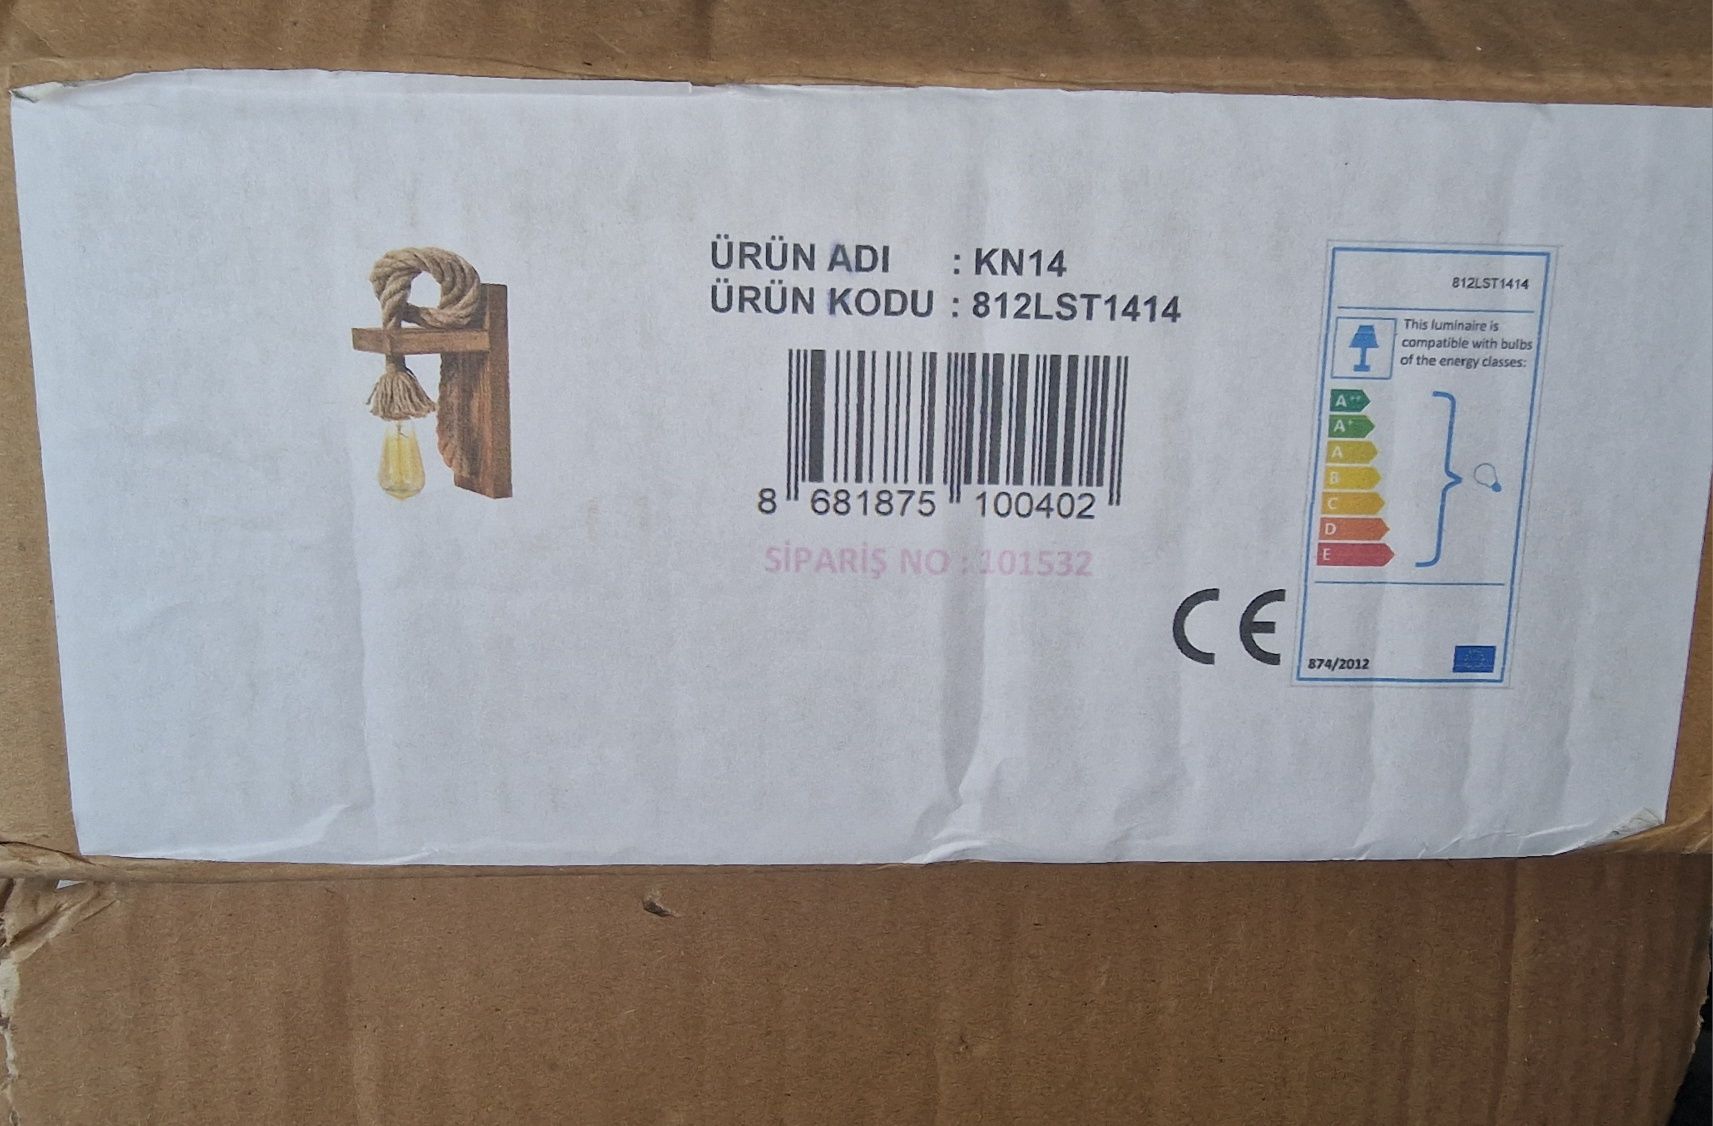 ÜRÜN ADI : KN14
ÜRÜN KODU : 812LST1414
8 681875 100402
SİPARİŞ NO : 101532
CE
812LST1414
This luminaire is
compatible with bulbs
of the energy classes:
A++
A+
A
B
C
D
E
874/2012